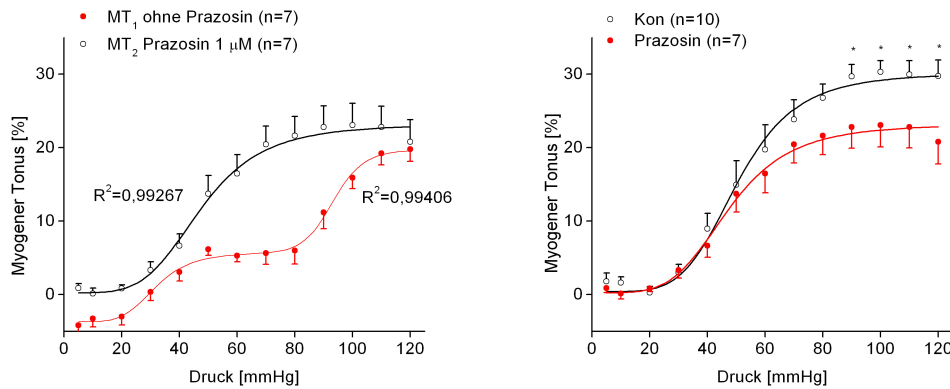 MT₁ ohne Prazosin (n=7)
MT₂ Prazosin 1 µM (n=7)
Myogener Tonus [%]
30
20
10
0
R²=0,99267
R²=0,99406
0 20 40 60 80 100 120
Druck [mmHg]
Kon (n=10)
Prazosin (n=7)
* * * *
Myogener Tonus [%]
30
20
10
0
0 20 40 60 80 100 120
Druck [mmHg]